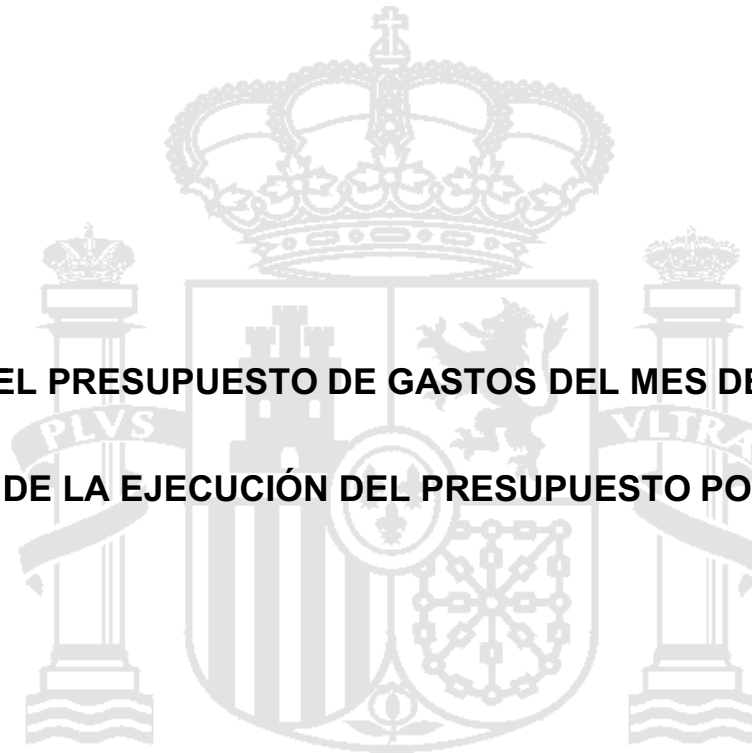 EL PRESUPUESTO DE GASTOS DEL MES DE
DE LA EJECUCIÓN DEL PRESUPUESTO PO
PLVS
VLTRA